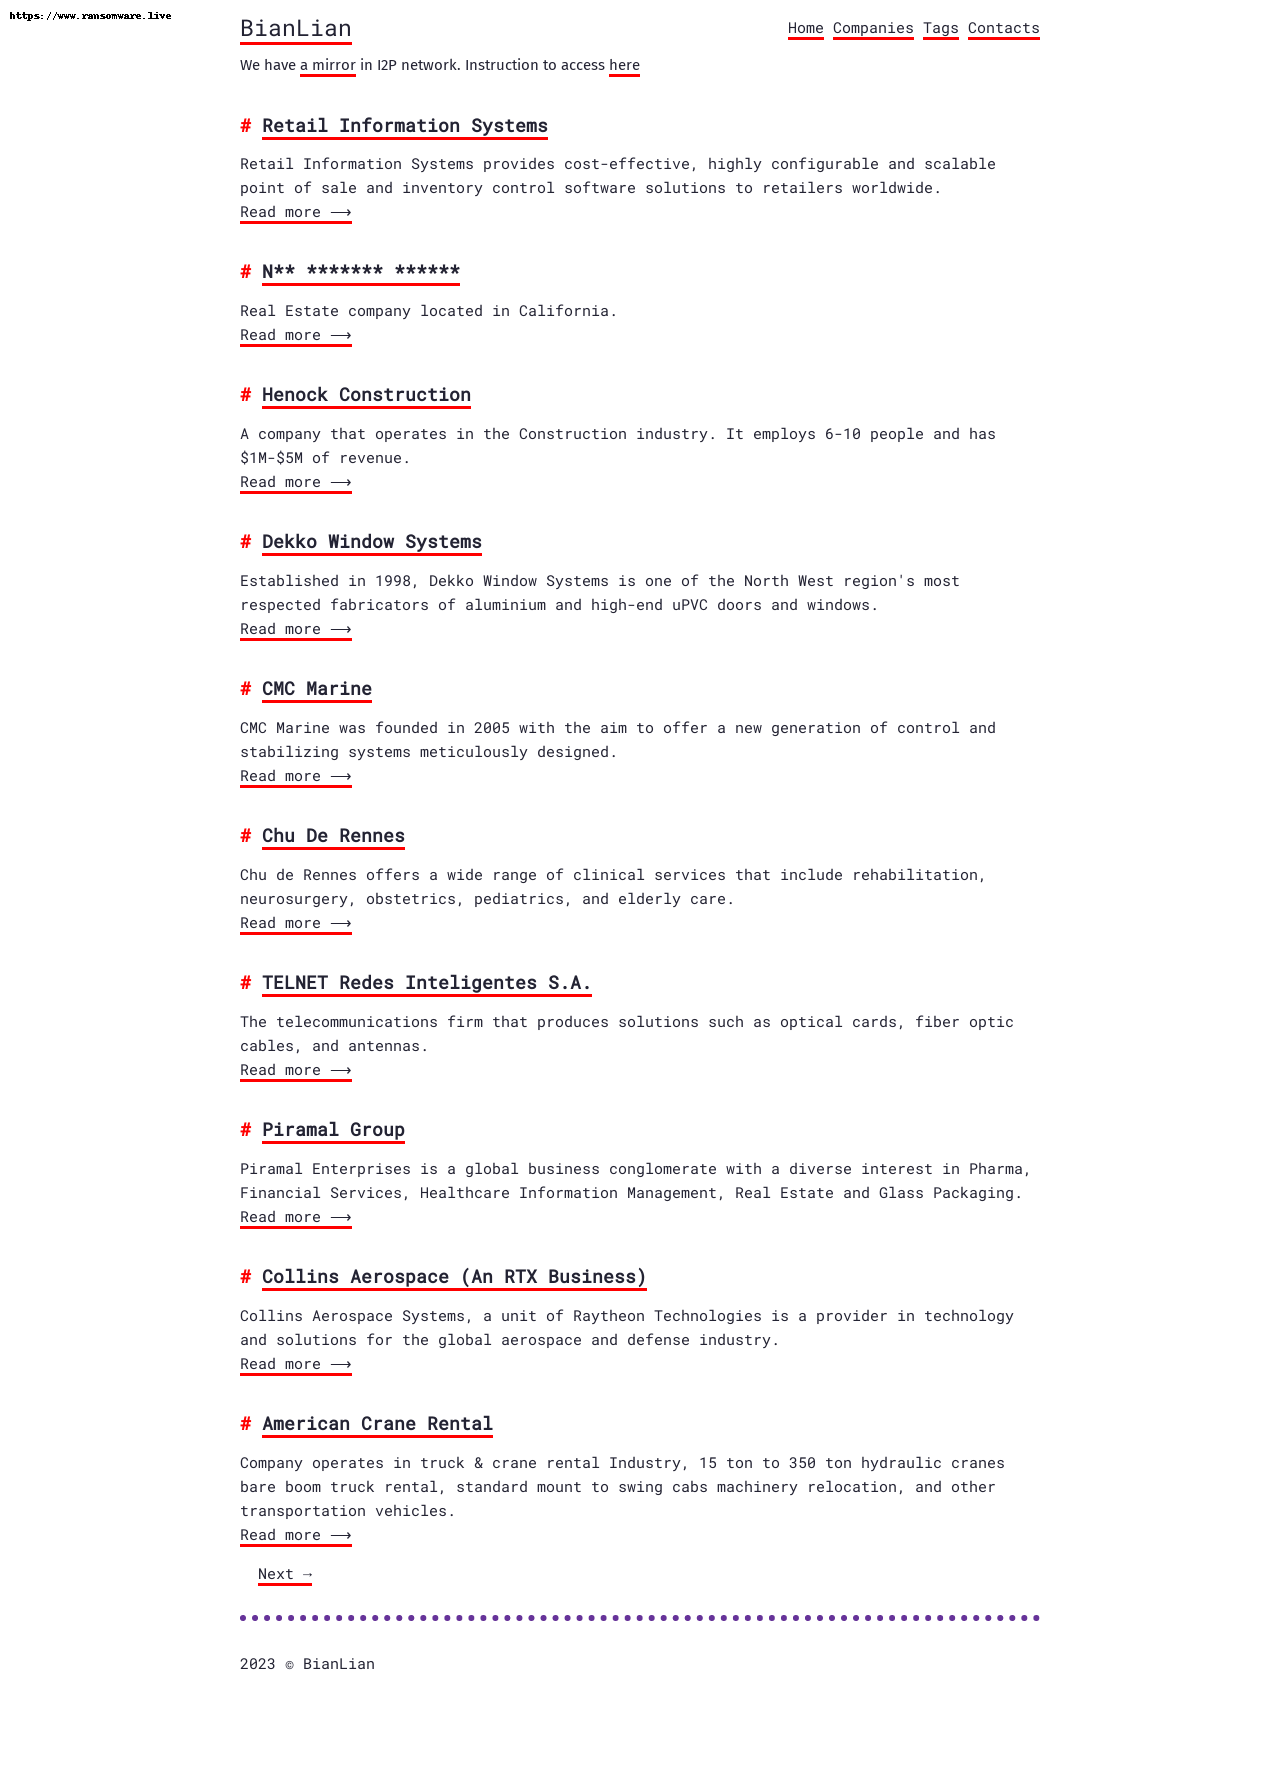 https://www.ransomware.live
BianLian
Home Companies Tags Contacts
We have a mirror in I2P network. Instruction to access here
# Retail Information Systems
Retail Information Systems provides cost-effective, highly configurable and scalable
point of sale and inventory control software solutions to retailers worldwide.
Read more ⟶
# N** ******* ******
Real Estate company located in California.
Read more ⟶
# Henock Construction
A company that operates in the Construction industry. It employs 6-10 people and has
$1M-$5M of revenue.
Read more ⟶
# Dekko Window Systems
Established in 1998, Dekko Window Systems is one of the North West region's most
respected fabricators of aluminium and high-end uPVC doors and windows.
Read more ⟶
# CMC Marine
CMC Marine was founded in 2005 with the aim to offer a new generation of control and
stabilizing systems meticulously designed.
Read more ⟶
# Chu De Rennes
Chu de Rennes offers a wide range of clinical services that include rehabilitation,
neurosurgery, obstetrics, pediatrics, and elderly care.
Read more ⟶
# TELNET Redes Inteligentes S.A.
The telecommunications firm that produces solutions such as optical cards, fiber optic
cables, and antennas.
Read more ⟶
# Piramal Group
Piramal Enterprises is a global business conglomerate with a diverse interest in Pharma,
Financial Services, Healthcare Information Management, Real Estate and Glass Packaging.
Read more ⟶
# Collins Aerospace (An RTX Business)
Collins Aerospace Systems, a unit of Raytheon Technologies is a provider in technology
and solutions for the global aerospace and defense industry.
Read more ⟶
# American Crane Rental
Company operates in truck & crane rental Industry, 15 ton to 350 ton hydraulic cranes
bare boom truck rental, standard mount to swing cabs machinery relocation, and other
transportation vehicles.
Read more ⟶
Next →
2023 © BianLian